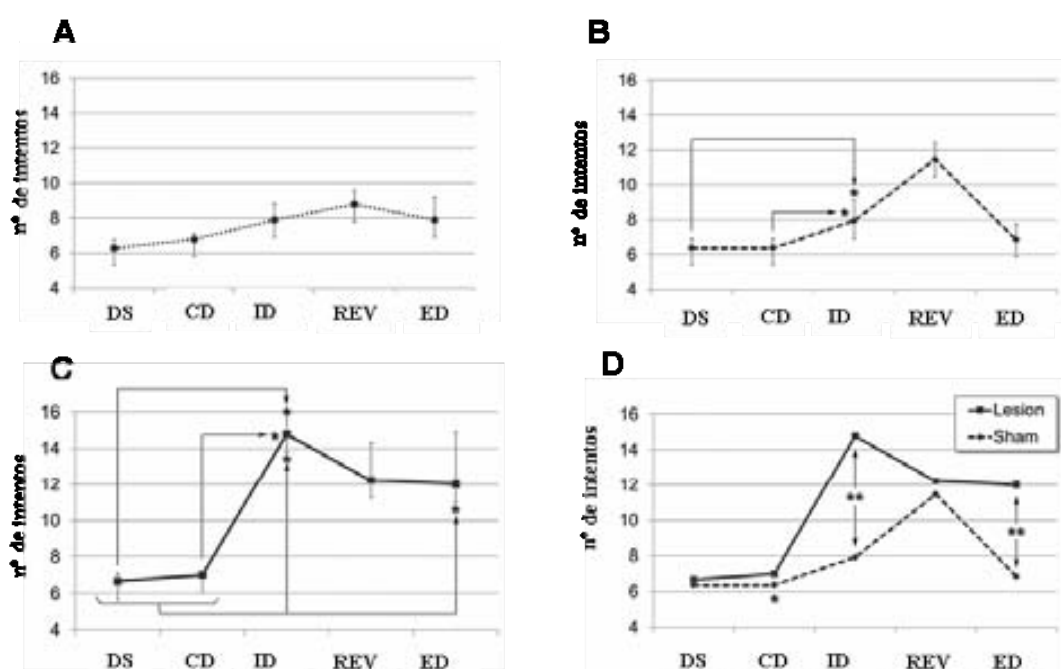 A
nº de intentos
16
14
12
10
8
6
4
DS CD ID REV ED
B
nº de intentos
16
14
12
10
8
6
4
*
*
DS CD ID REV ED
C
nº de intentos
16
14
12
10
8
6
4
*
*
*
*
DS CD ID REV ED
D
nº de intentos
16
14
12
10
8
6
4
Lesion
Sham
**
**
*
DS CD ID REV ED